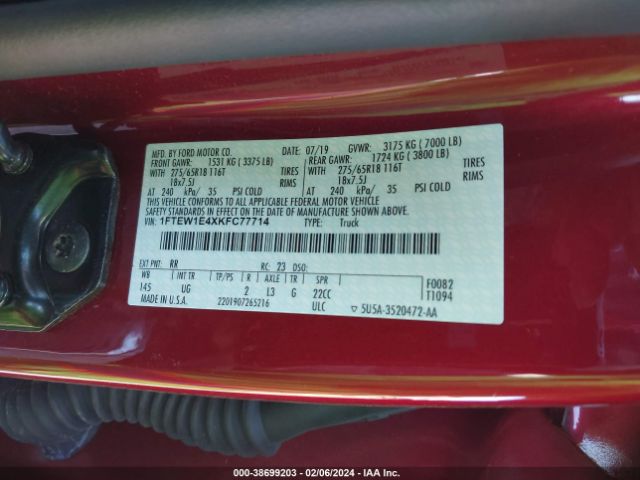 MFD. BY FORD MOTOR CO. DATE: 07/19 GVWR: 3175 KG ( 7000 LB)
FRONT GAWR: 1531 KG ( 3375 LB) REAR GAWR: 1724 KG ( 3800 LB)
WITH 275/65R18 116T TIRES WITH 275/65R18 116T TIRES
18x7.5J RIMS 18x7.5J RIMS
AT 240 kPa/ 35 PSI COLD AT 240 kPa/ 35 PSI COLD
THIS VEHICLE CONFORMS TO ALL APPLICABLE FEDERAL MOTOR VEHICLE
SAFETY STANDARDS IN EFFECT ON THE DATE OF MANUFACTURE SHOWN ABOVE.
VIN: 1FTEW1E4XKFC77714 TYPE: Truck
EXT PNT: RR RC: 23 DSO:
WB INT TR TP/PS R AXLE TR SPR F0082
145 UG 2 L3 G 22CC T1094
MADE IN U.S.A. 2201907265216 ULC ▽ 5U5A-3520472-AA
000-38699203 - 02/06/2024 - IAAI.COM